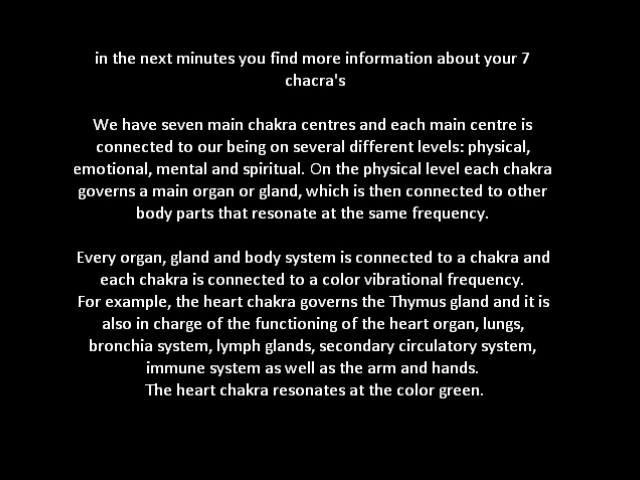 in the next minutes you find more information about your 7
chacra's
We have seven main chakra centres and each main centre is
connected to our being on several different levels: physical,
emotional, mental and spiritual. On the physical level each chakra
governs a main organ or gland, which is then connected to other
body parts that resonate at the same frequency.
Every organ, gland and body system is connected to a chakra and
each chakra is connected to a color vibrational frequency.
For example, the heart chakra governs the Thymus gland and it is
also in charge of the functioning of the heart organ, lungs,
bronchia system, lymph glands, secondary circulatory system,
immune system as well as the arm and hands.
The heart chakra resonates at the color green.